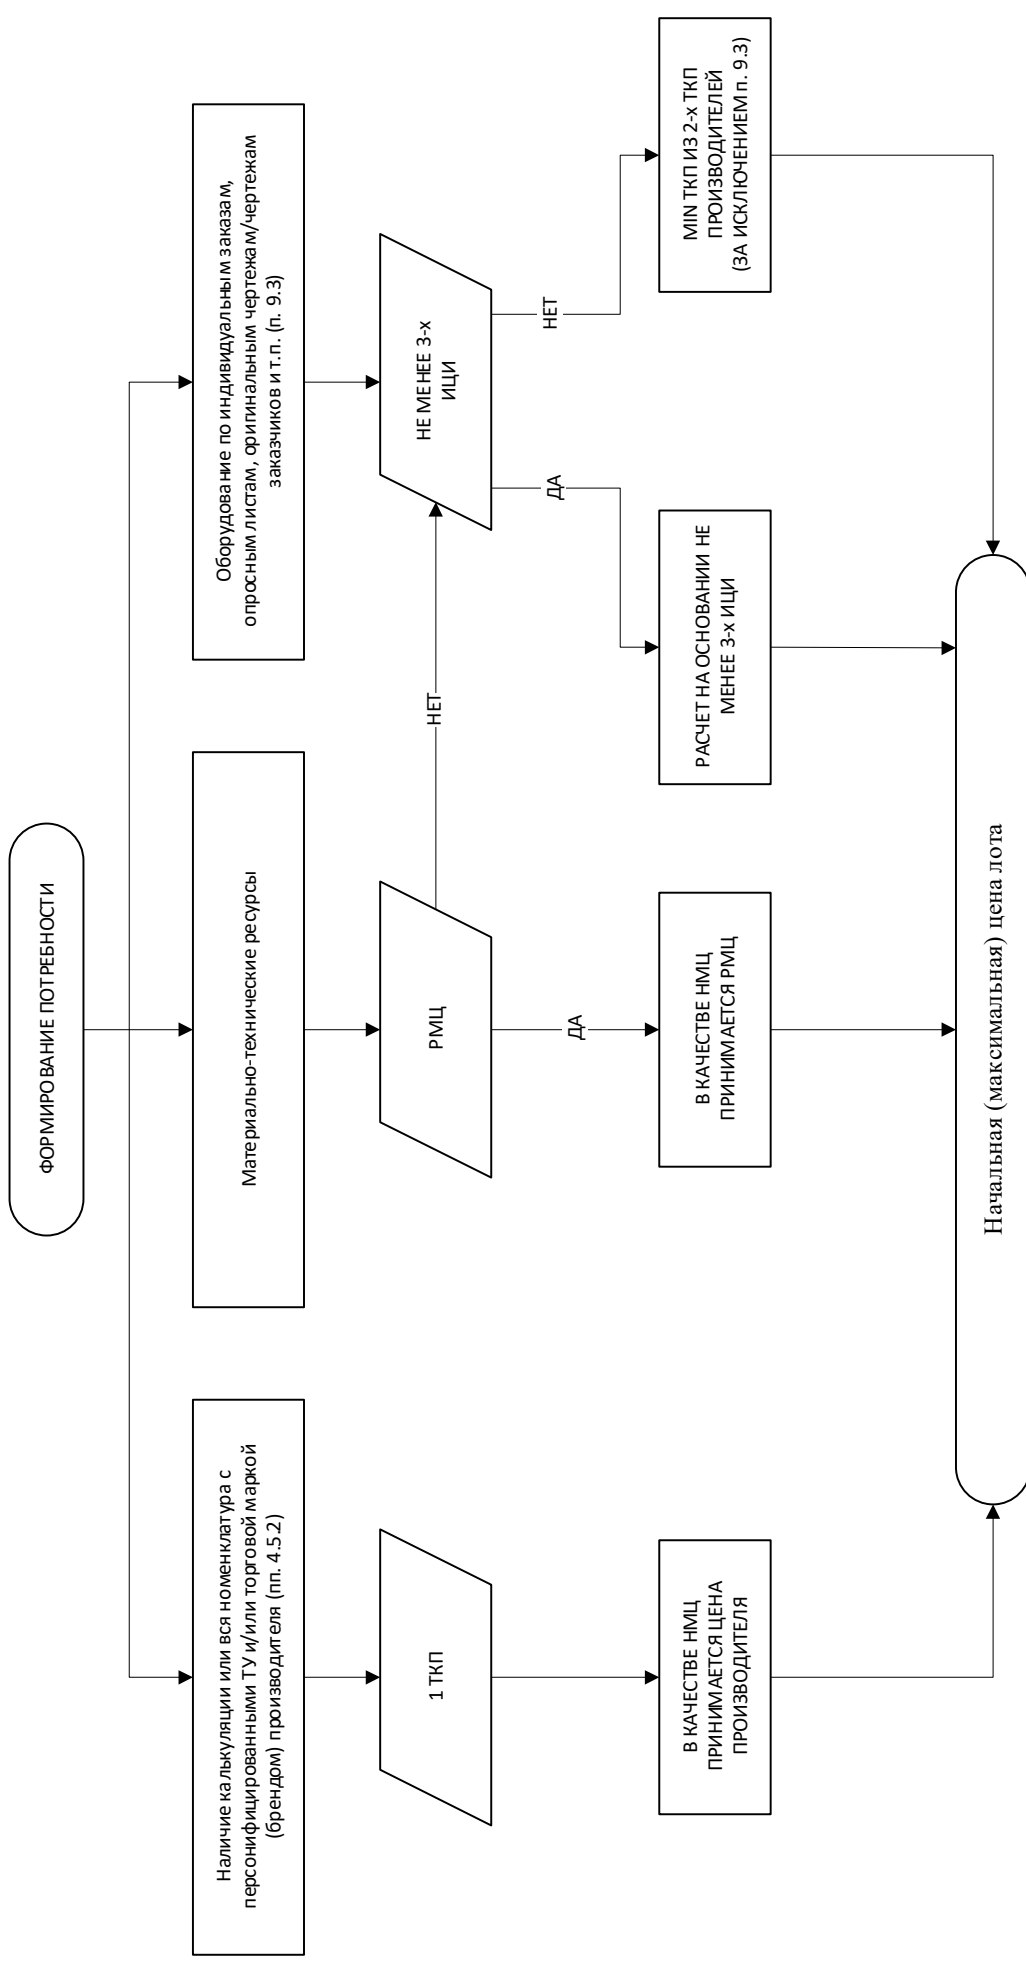 ФОРМИРОВАНИЕ ПОТРЕБНОСТИ
Наличие калькуляции или вся номенклатура с
персонифицированными ТУ и/или торговой маркой
(брендом) производителя (пп. 4.5.2)
Материально-технические ресурсы
Оборудование по индивидуальным заказам,
опросным листам, оригинальным чертежам/чертежам
заказчиков и т.п. (п. 9.3)
1 ТКП
РМЦ
НЕТ
НЕ МЕНЕЕ 3-х
ИЦИ
ДА
ДА
НЕТ
В КАЧЕСТВЕ НМЦ
ПРИНИМАЕТСЯ ЦЕНА
ПРОИЗВОДИТЕЛЯ
В КАЧЕСТВЕ НМЦ
ПРИНИМАЕТСЯ РМЦ
РАСЧЕТ НА ОСНОВАНИИ НЕ
МЕНЕЕ 3-х ИЦИ
MIN ТКП ИЗ 2-х ТКП
ПРОИЗВОДИТЕЛЕЙ
(ЗА ИСКЛЮЧЕНИЕМ п. 9.3)
Начальная (максимальная) цена лота